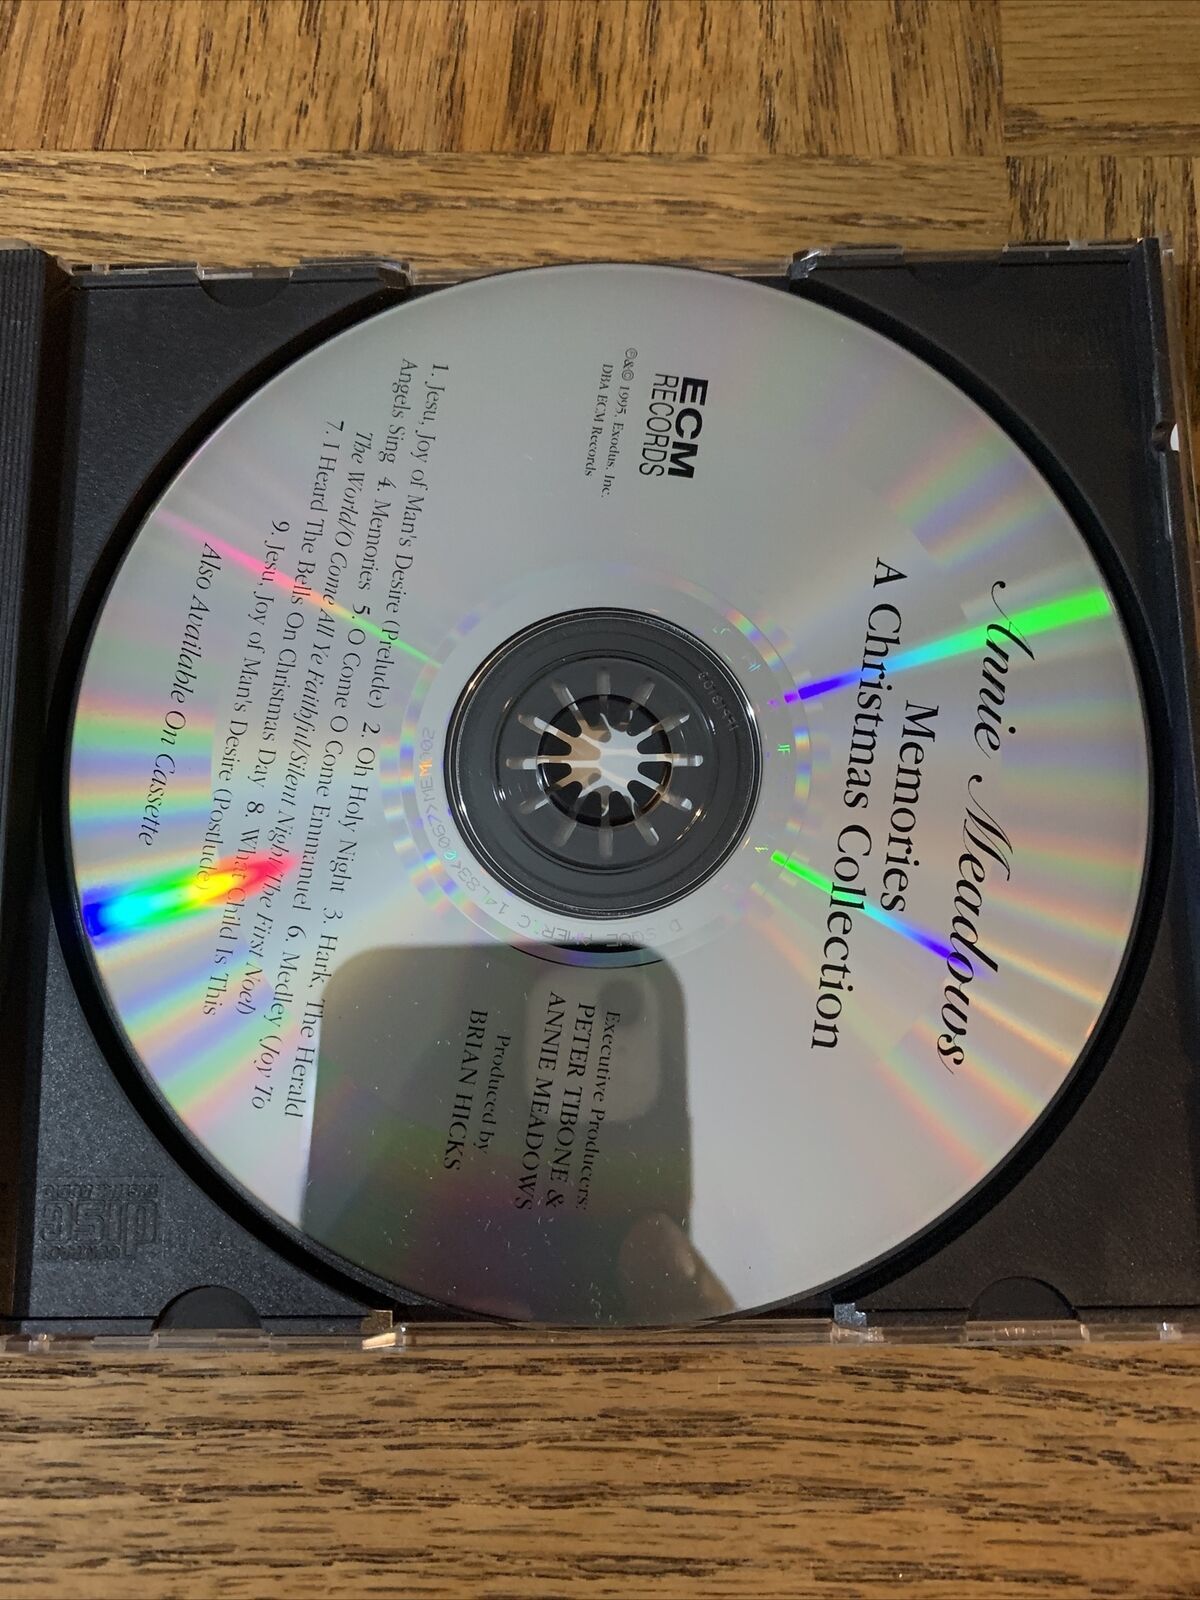 Annie Meadows
Memories
A Christmas Collection
ECM
RECORDS
℗&© 1995, Exodus, Inc.
DBA ECM Records
Executive Producers:
PETER TIBONE &
ANNIE MEADOWS
Produced by
BRIAN HICKS
1. Jesu, Joy of Man's Desire (Prelude) 2. Oh Holy Night 3. Hark, The Herald
Angels Sing 4. Memories 5. O Come O Come Emmanuel 6. Medley (Joy To
The World/O Come All Ye Faithful/Silent Night/The First Noel)
7. I Heard The Bells On Christmas Day 8. What Child Is This
9. Jesu, Joy of Man's Desire (Postlude)
Also Available On Cassette
COMPACT
disc
DIGITAL AUDIO